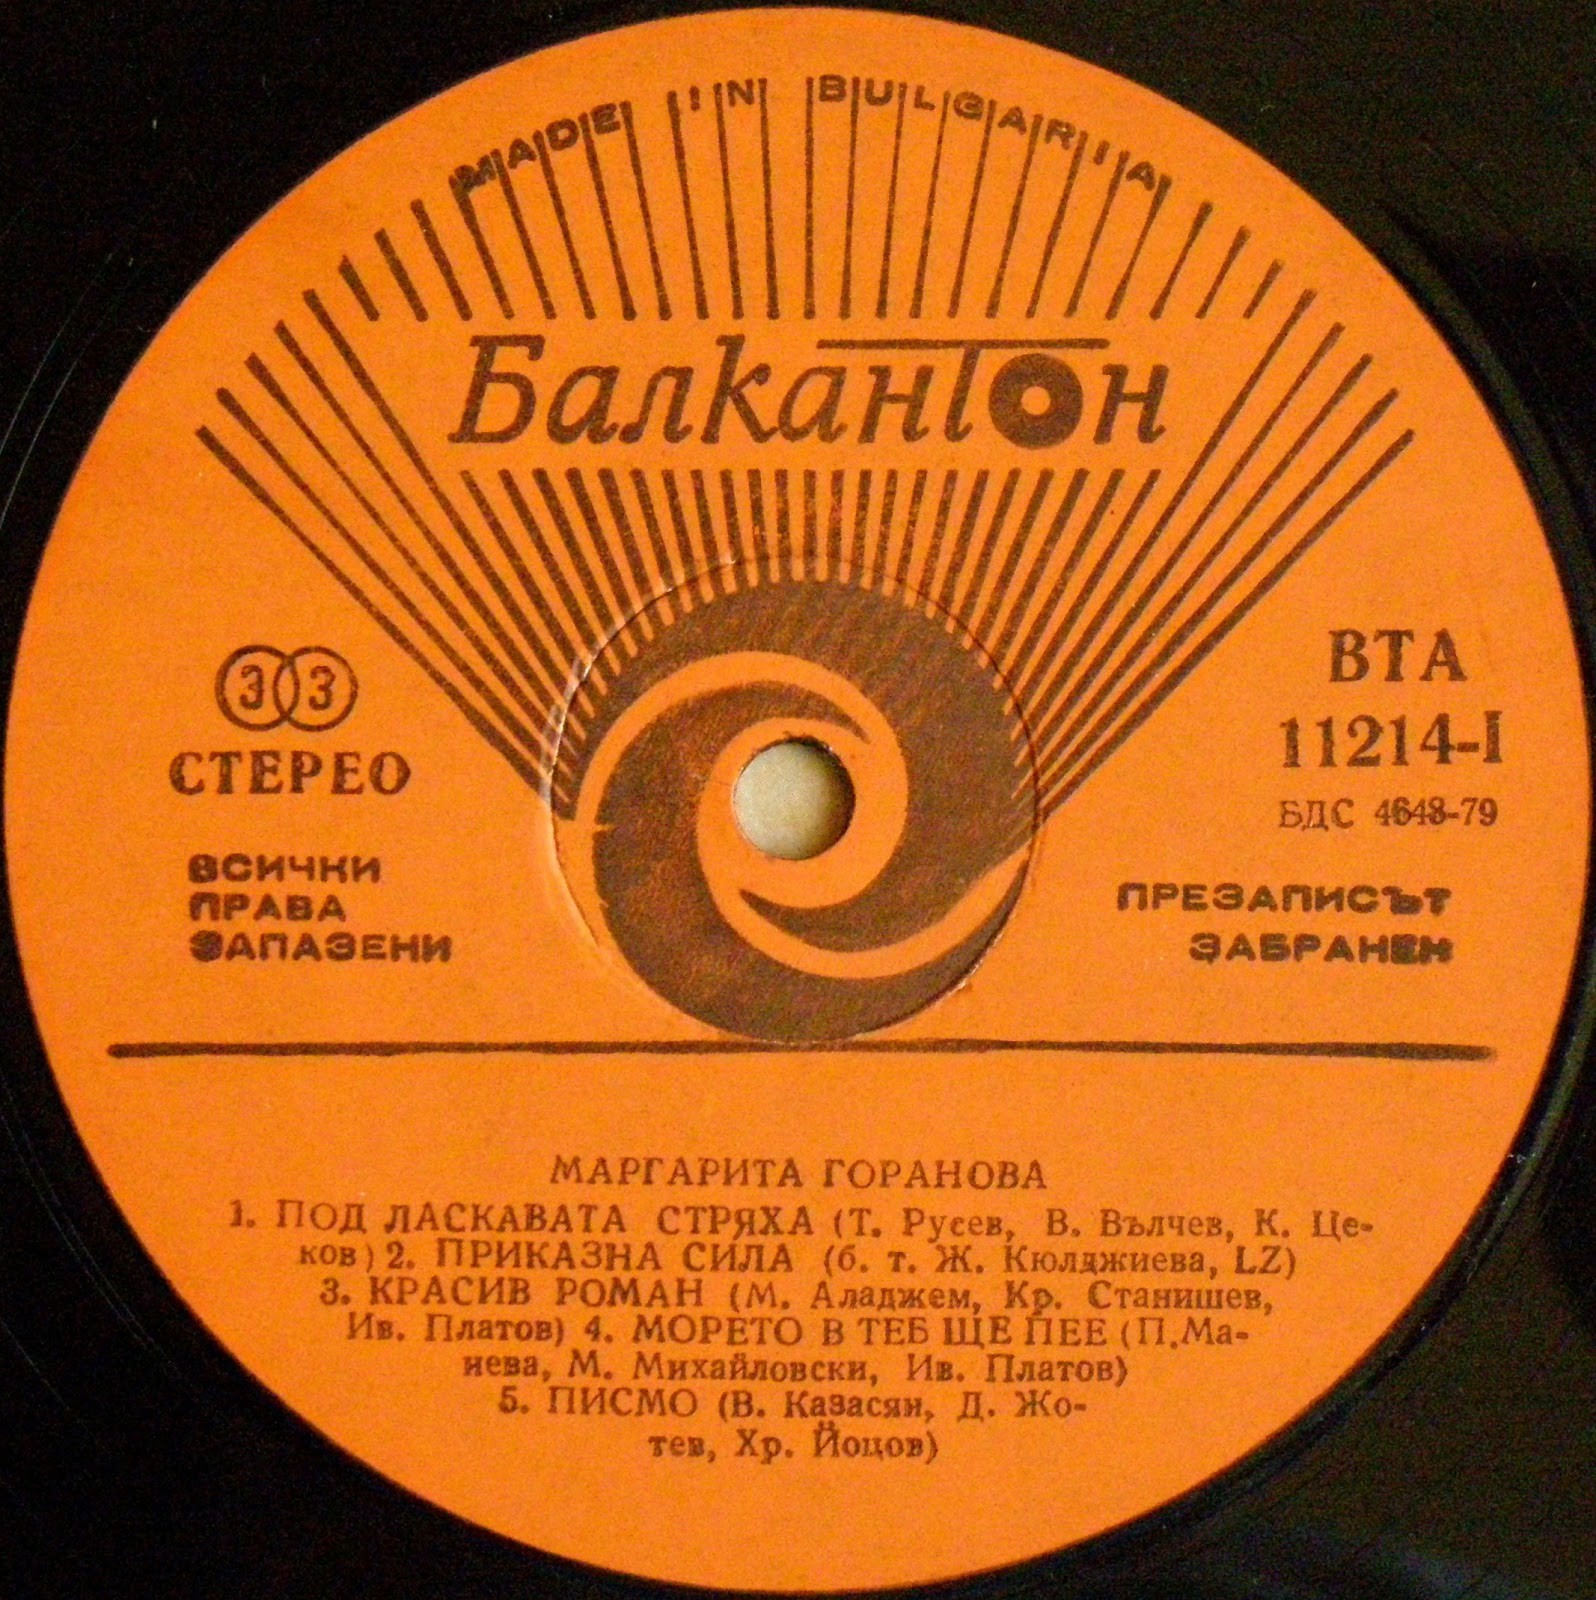 MADE IN BULGARIA
Балкантон
33
СТЕРЕО
ВСИЧКИ
ПРАВА
ЗАПАЗЕНИ
ВТА
11214-I
БДС 4643-79
ПРЕЗАПИСЪТ
ЗАБРАНЕН
МАРГАРИТА ГОРАНОВА
1. ПОД ЛАСКАВАТА СТРЯХА (Т. Русев, В. Вълчев, К. Це-
ков) 2. ПРИКАЗНА СИЛА (б. т. Ж. Кюлджиева, LZ)
3. КРАСИВ РОМАН (М. Аладжем, Кр. Станишев,
Ив. Платов) 4. МОРЕТО В ТЕБ ЩЕ ПЕЕ (П.Ма-
нева, М. Михайловски, Ив. Платов)
5. ПИСМО (В. Казасян, Д. Жо-
тев, Хр. Йоцов)